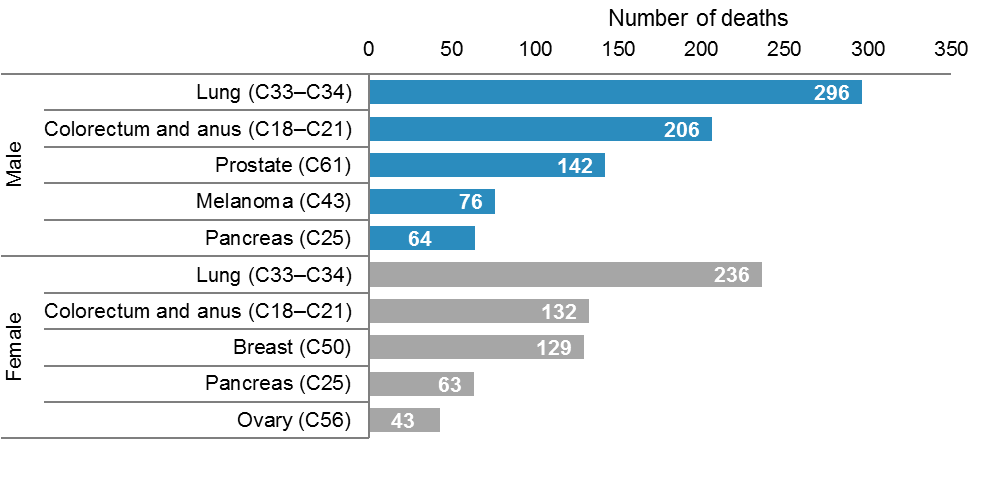 Number of deaths
0 50 100 150 200 250 300 350
Male
Lung (C33–C34) 296
Colorectum and anus (C18–C21) 206
Prostate (C61) 142
Melanoma (C43) 76
Pancreas (C25) 64
Female
Lung (C33–C34) 236
Colorectum and anus (C18–C21) 132
Breast (C50) 129
Pancreas (C25) 63
Ovary (C56) 43